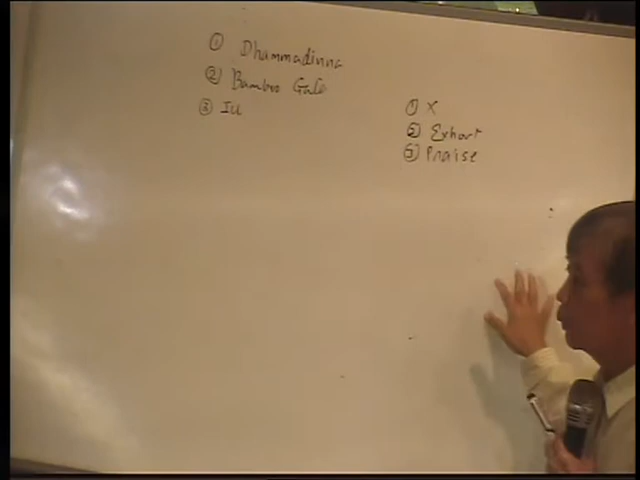 ① Dhammadinna
② Bamboo Gate
③ Ill
① X
② Exhort
③ Praise